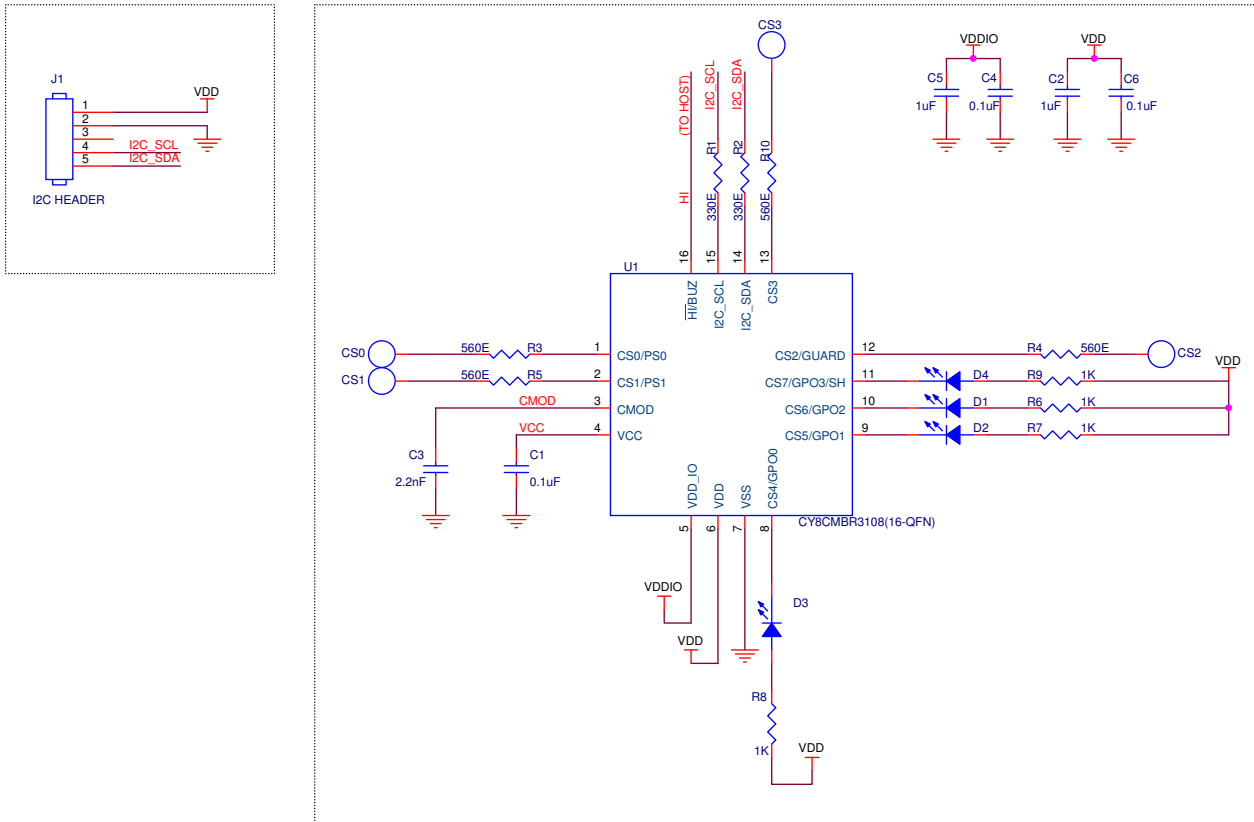 J1
1
2
3
4
5
VDD
I2C_SCL
I2C_SDA
I2C HEADER
CS3
(TO HOST)
HI
I2C_SCL
I2C_SDA
R1
R2
R10
330E
330E
560E
16
15
14
13
VDDIO
C5
C4
1uF
0.1uF
VDD
C2
C6
1uF
0.1uF
U1
HI/BUZ
I2C_SCL
I2C_SDA
CS3
CS0
560E
R3
1
CS0/PS0
CS1
560E
R5
2
CS1/PS1
CMOD
3
CMOD
VCC
4
VCC
C3
2.2nF
C1
0.1uF
CS2/GUARD
12
R4
560E
CS2
CS7/GPO3/SH
11
D4
R9
1K
VDD
CS6/GPO2
10
D1
R6
1K
CS5/GPO1
9
D2
R7
1K
VDD_IO
VDD
VSS
CS4/GPO0
5
6
7
8
CY8CMBR3108(16-QFN)
VDDIO
VDD
D3
R8
1K
VDD